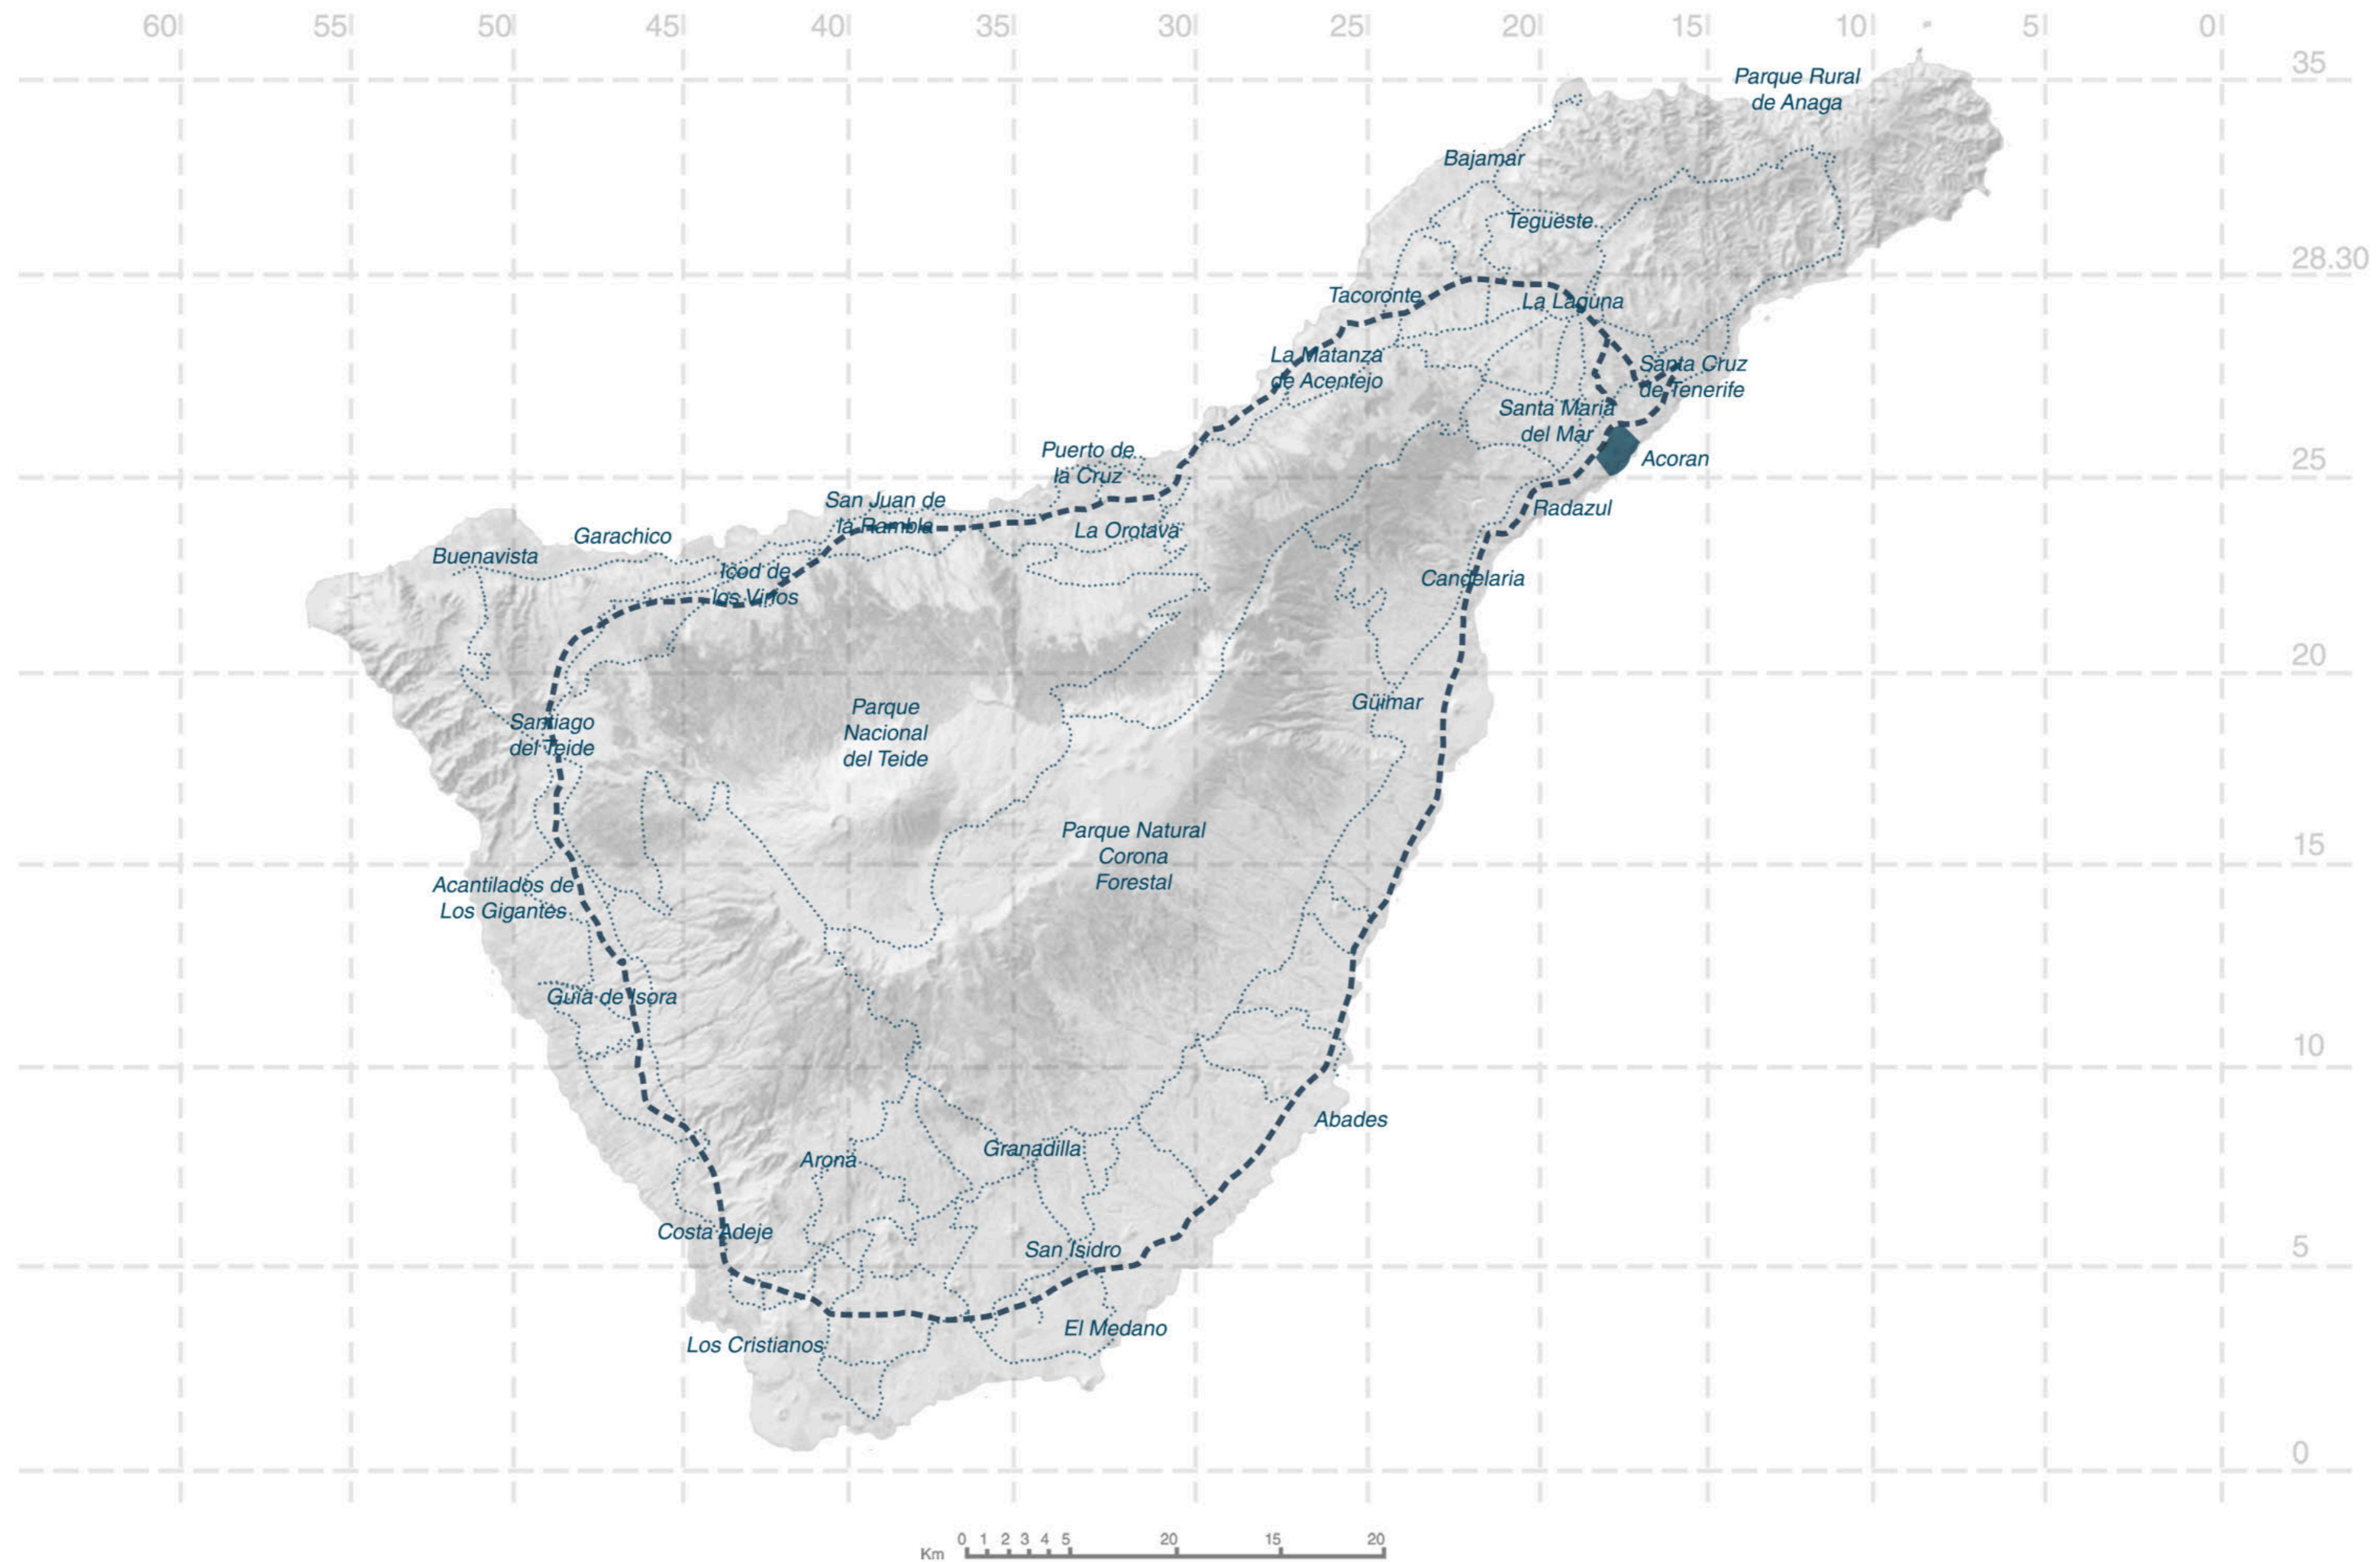 60 55 50 45 40 35 30 25 20 15 10 5 0
35
Parque Rural
de Anaga
Bajamar
Tegueste
28.30
Tacoronte
La Laguna
La Matanza
de Acentejo
Santa Cruz
de Tenerife
Santa Maria
del Mar
Puerto de
la Cruz
25
Acoran
San Juan de
la Rambla
Radazul
La Orotava
Garachico
Buenavista
Icod de
los Vinos
Candelaria
20
Güimar
Parque
Nacional
del Teide
Santiago
del Teide
Parque Natural
Corona
Forestal
15
Acantilados de
Los Gigantes
Guia de Isora
10
Abades
Granadilla
Arona
Costa Adeje
San Isidro
5
El Medano
Los Cristianos
0
Km 0 1 2 3 4 5 20 15 20